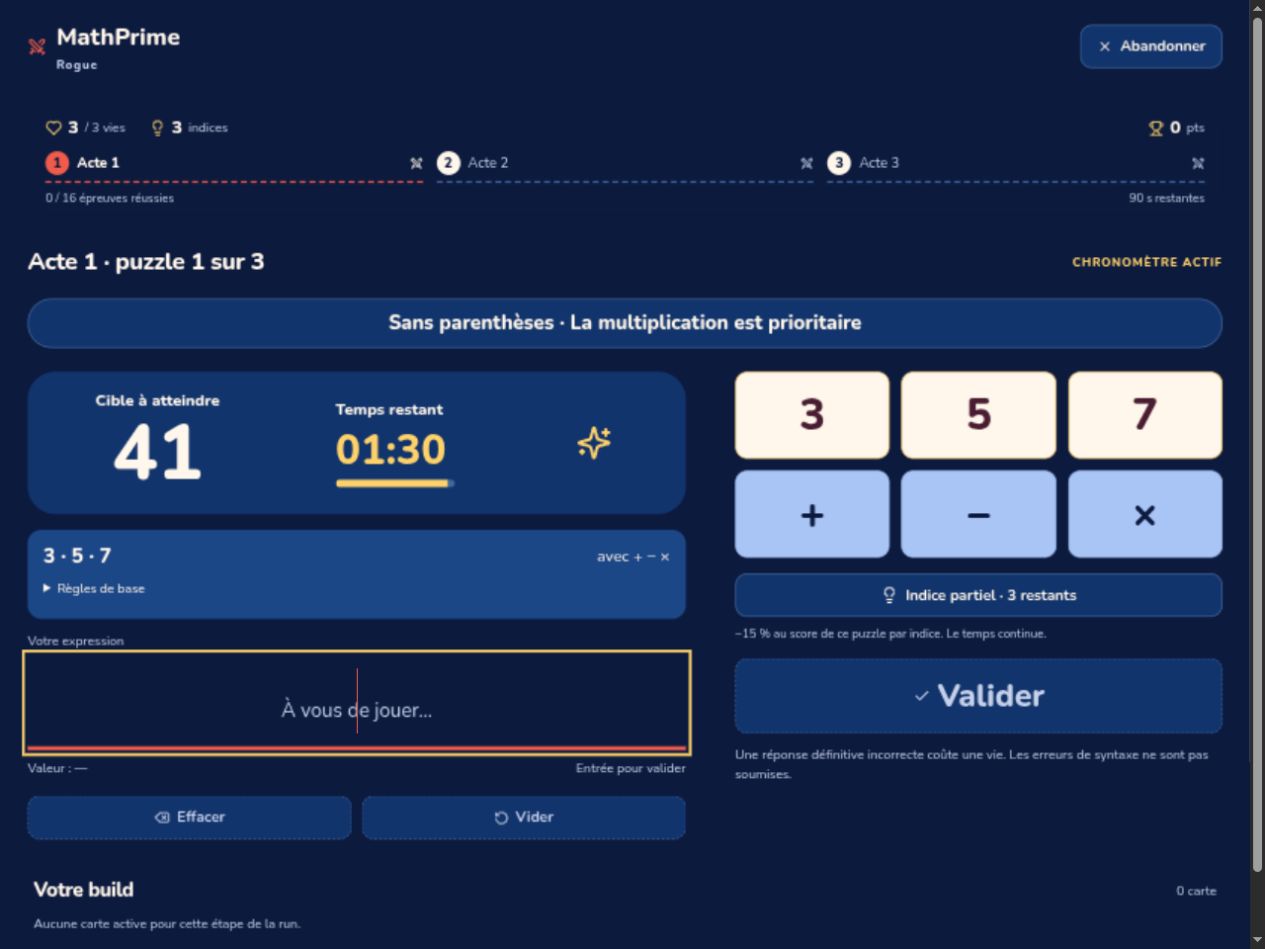 MathPrime
Rogue
Abandonner
3 / 3 vies 3 indices
0 pts
1 Acte 1
2 Acte 2
3 Acte 3
0 / 16 épreuves réussies
90 s restantes
Acte 1 · puzzle 1 sur 3
CHRONOMÈTRE ACTIF
Sans parenthèses · La multiplication est prioritaire
Cible à atteindre
41
Temps restant
01:30
3 · 5 · 7
avec + − ×
Règles de base
Votre expression
À vous de jouer...
Valeur : —
Entrée pour valider
Effacer
Vider
3 5 7
+ − ×
Indice partiel · 3 restants
−15 % au score de ce puzzle par indice. Le temps continue.
Valider
Une réponse définitive incorrecte coûte une vie. Les erreurs de syntaxe ne sont pas
soumises.
Votre build
0 carte
Aucune carte active pour cette étape de la run.